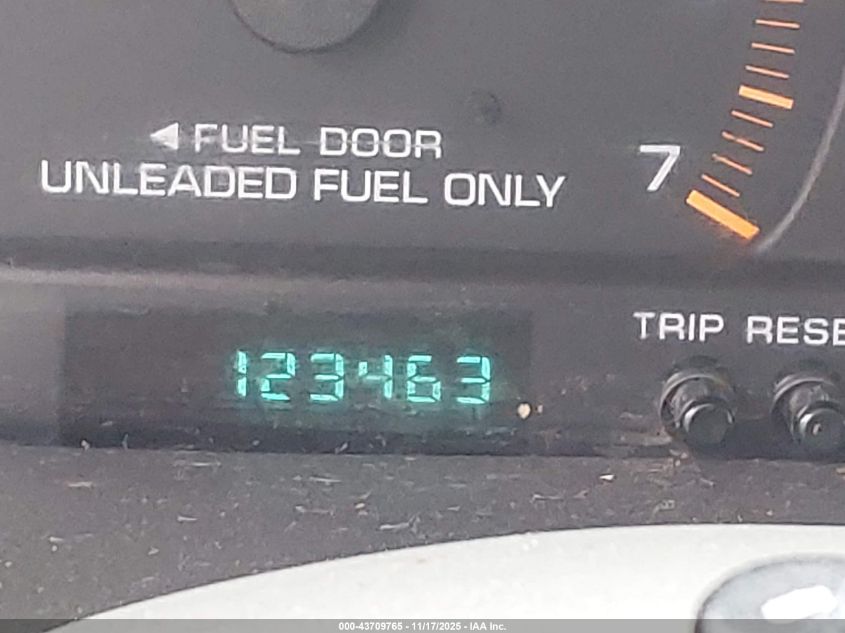 ◀ FUEL DOOR
UNLEADED FUEL ONLY
7
TRIP RESE
123463
000-43709765 - 11/17/2025 - IAA Inc.